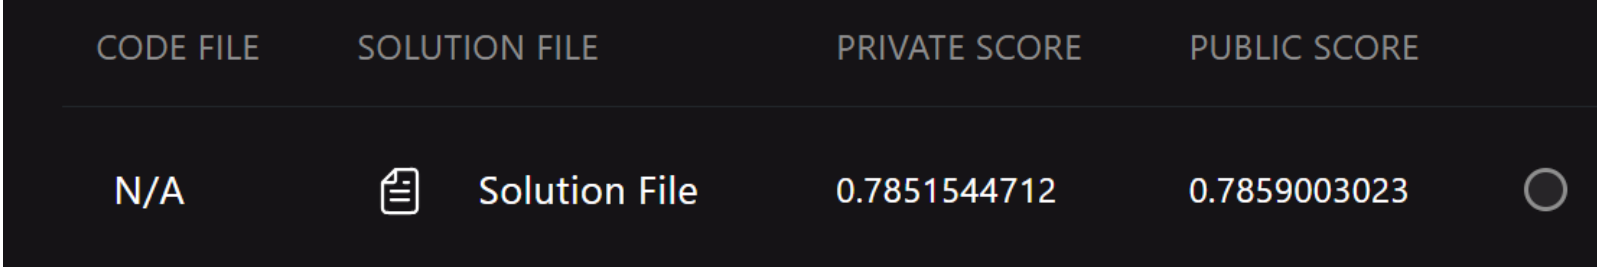 CODE FILE SOLUTION FILE PRIVATE SCORE PUBLIC SCORE
N/A Solution File 0.7851544712 0.7859003023